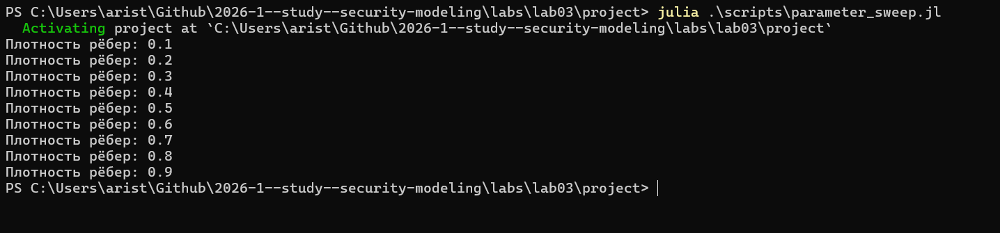 PS C:\Users\arist\Github\2026-1--study--security-modeling\labs\lab03\project> julia .\scripts\parameter_sweep.jl
  Activating project at `C:\Users\arist\Github\2026-1--study--security-modeling\labs\lab03\project`
Плотность рёбер: 0.1
Плотность рёбер: 0.2
Плотность рёбер: 0.3
Плотность рёбер: 0.4
Плотность рёбер: 0.5
Плотность рёбер: 0.6
Плотность рёбер: 0.7
Плотность рёбер: 0.8
Плотность рёбер: 0.9
PS C:\Users\arist\Github\2026-1--study--security-modeling\labs\lab03\project>